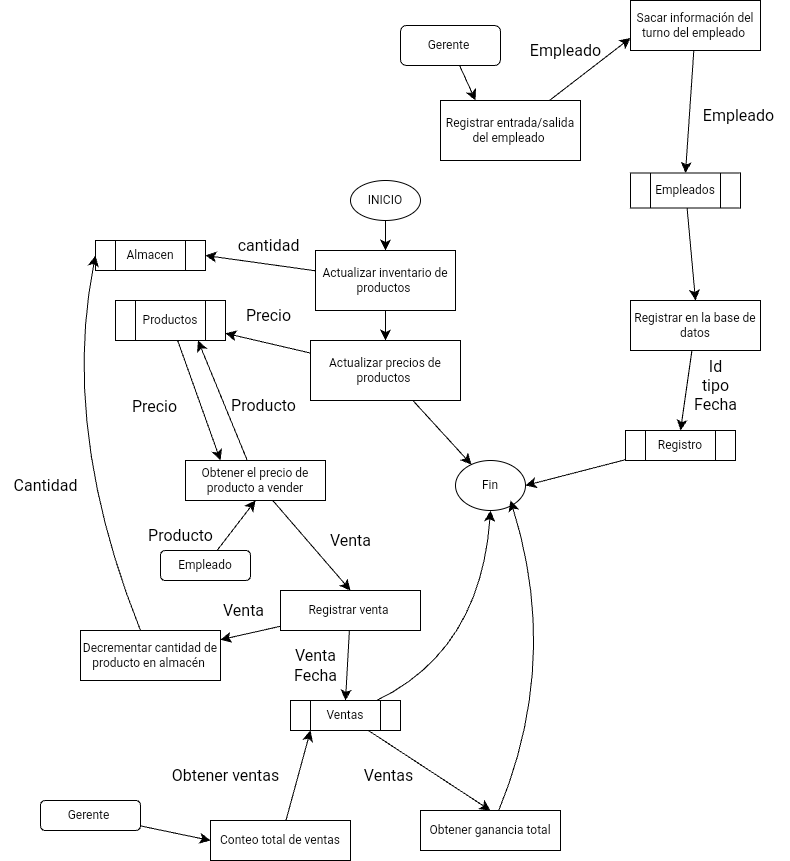 Sacar información del
turno del empleado
Gerente
Empleado
Registrar entrada/salida
del empleado
Empleado
Empleados
INICIO
cantidad
Almacen
Actualizar inventario de
productos
Productos
Precio
Registrar en la base de
datos
Actualizar precios de
productos
Id
tipo
Fecha
Precio
Producto
Registro
Obtener el precio de
producto a vender
Fin
Cantidad
Producto
Venta
Empleado
Venta
Registrar venta
Decrementar cantidad de
producto en almacén
Venta
Fecha
Ventas
Obtener ventas
Ventas
Gerente
Conteo total de ventas
Obtener ganancia total